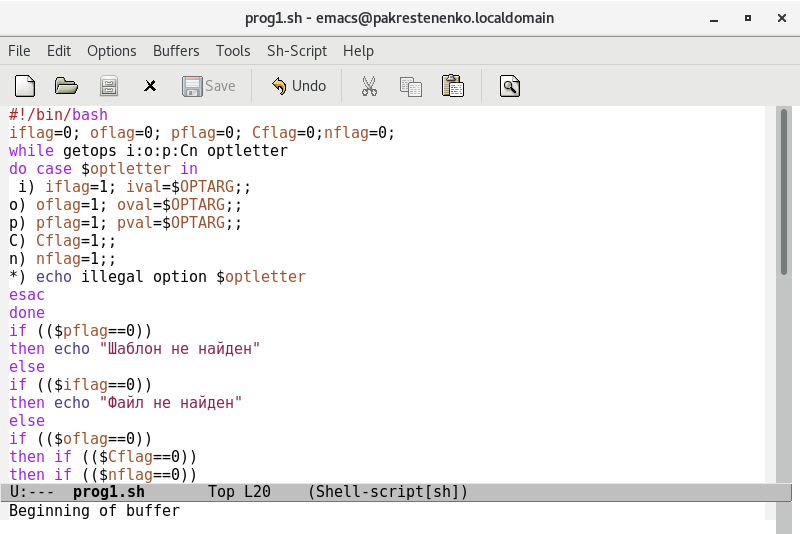 prog1.sh - emacs@pakrestenenko.localdomain
File Edit Options Buffers Tools Sh-Script Help
Save Undo
#!/bin/bash
iflag=0; oflag=0; pflag=0; Cflag=0;nflag=0;
while getops i:o:p:Cn optletter
do case $optletter in
 i) iflag=1; ival=$OPTARG;;
o) oflag=1; oval=$OPTARG;;
p) pflag=1; pval=$OPTARG;;
C) Cflag=1;;
n) nflag=1;;
*) echo illegal option $optletter
esac
done
if (($pflag==0))
then echo "Шаблон не найден"
else
if (($iflag==0))
then echo "Файл не найден"
else
if (($oflag==0))
then if (($Cflag==0))
then if (($nflag==0))
U:--- prog1.sh Top L20 (Shell-script[sh])
Beginning of buffer